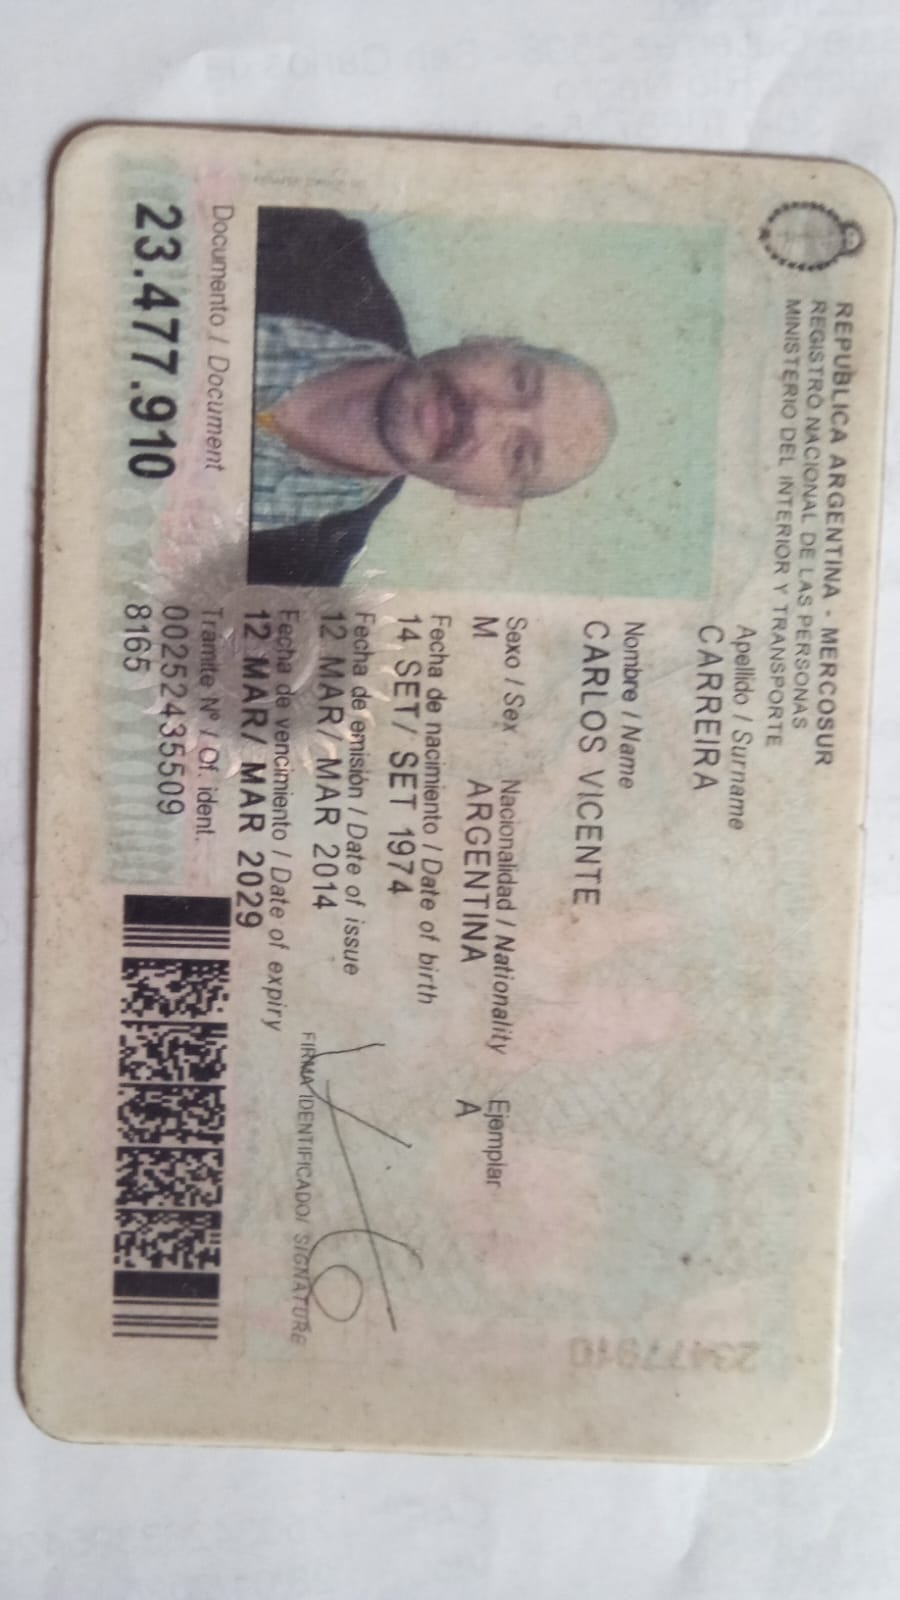 REPUBLICA ARGENTINA - MERCOSUR
REGISTRO NACIONAL DE LAS PERSONAS
MINISTERIO DEL INTERIOR Y TRANSPORTE
Apellido / Surname
CARREIRA
Nombre / Name
CARLOS VICENTE
Sexo / Sex Nacionalidad / Nationality Ejemplar
M ARGENTINA A
Fecha de nacimiento / Date of birth
14 SET/ SET 1974
Fecha de emisión / Date of issue
12 MAR/ MAR 2014
Fecha de vencimiento / Date of expiry
12 MAR/ MAR 2029
FIRMA IDENTIFICADO/ SIGNATURE
Documento / Document
23.477.910
Tramite Nº / Of. ident.
00252435509
8165
23477910